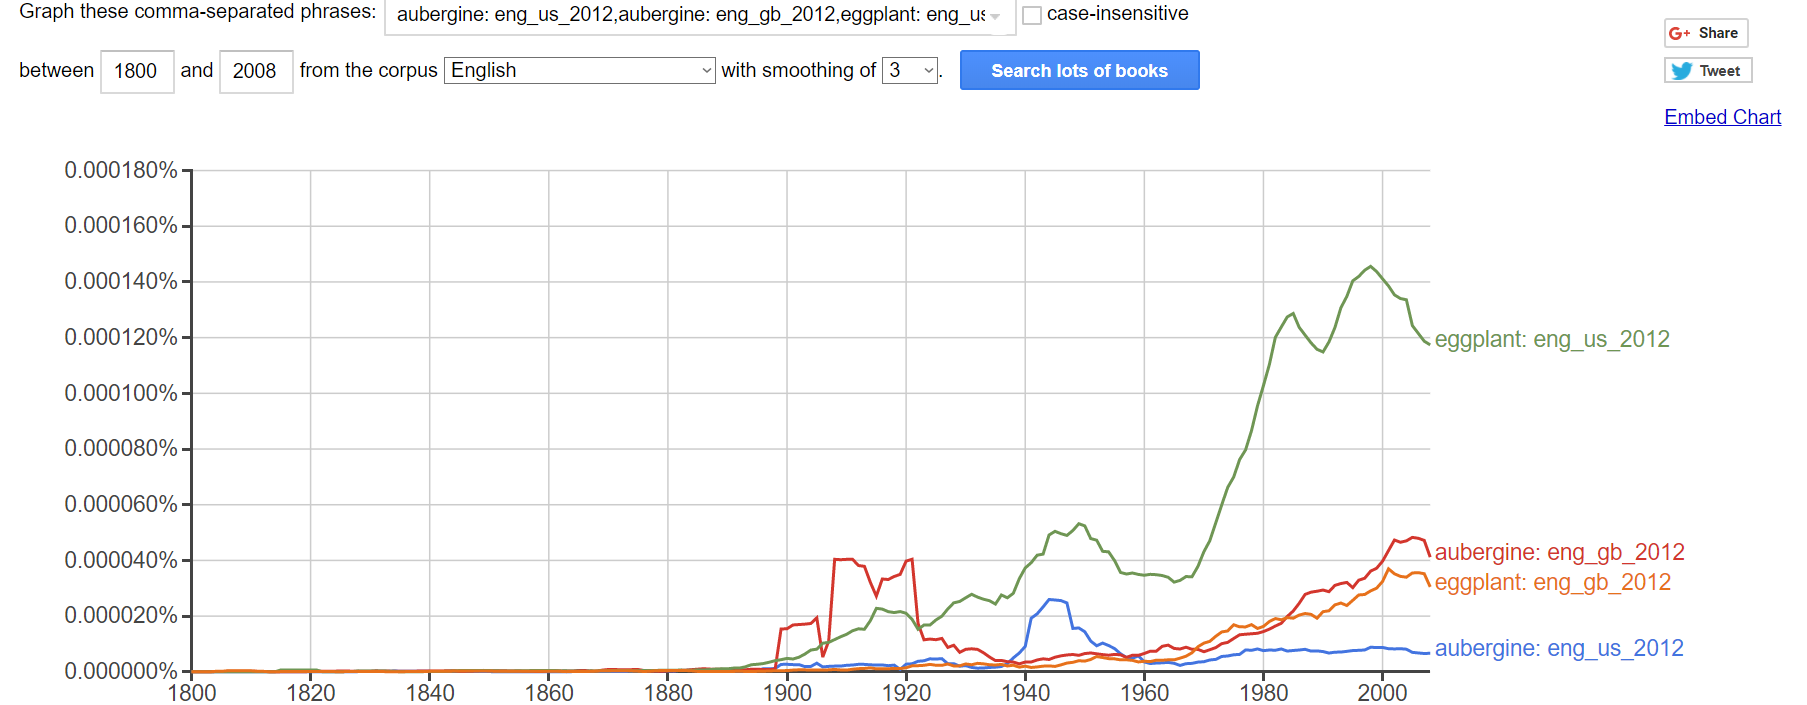 Graph these comma-separated phrases: aubergine: eng_us_2012,aubergine: eng_gb_2012,eggplant: eng_us case-insensitive
between 1800 and 2008 from the corpus English with smoothing of 3. Search lots of books
G+ Share
Tweet
Embed Chart
0.000180%
0.000160%
0.000140%
0.000120%
0.000100%
0.000080%
0.000060%
0.000040%
0.000020%
0.000000%
eggplant: eng_us_2012
aubergine: eng_gb_2012
eggplant: eng_gb_2012
aubergine: eng_us_2012
1800 1820 1840 1860 1880 1900 1920 1940 1960 1980 2000